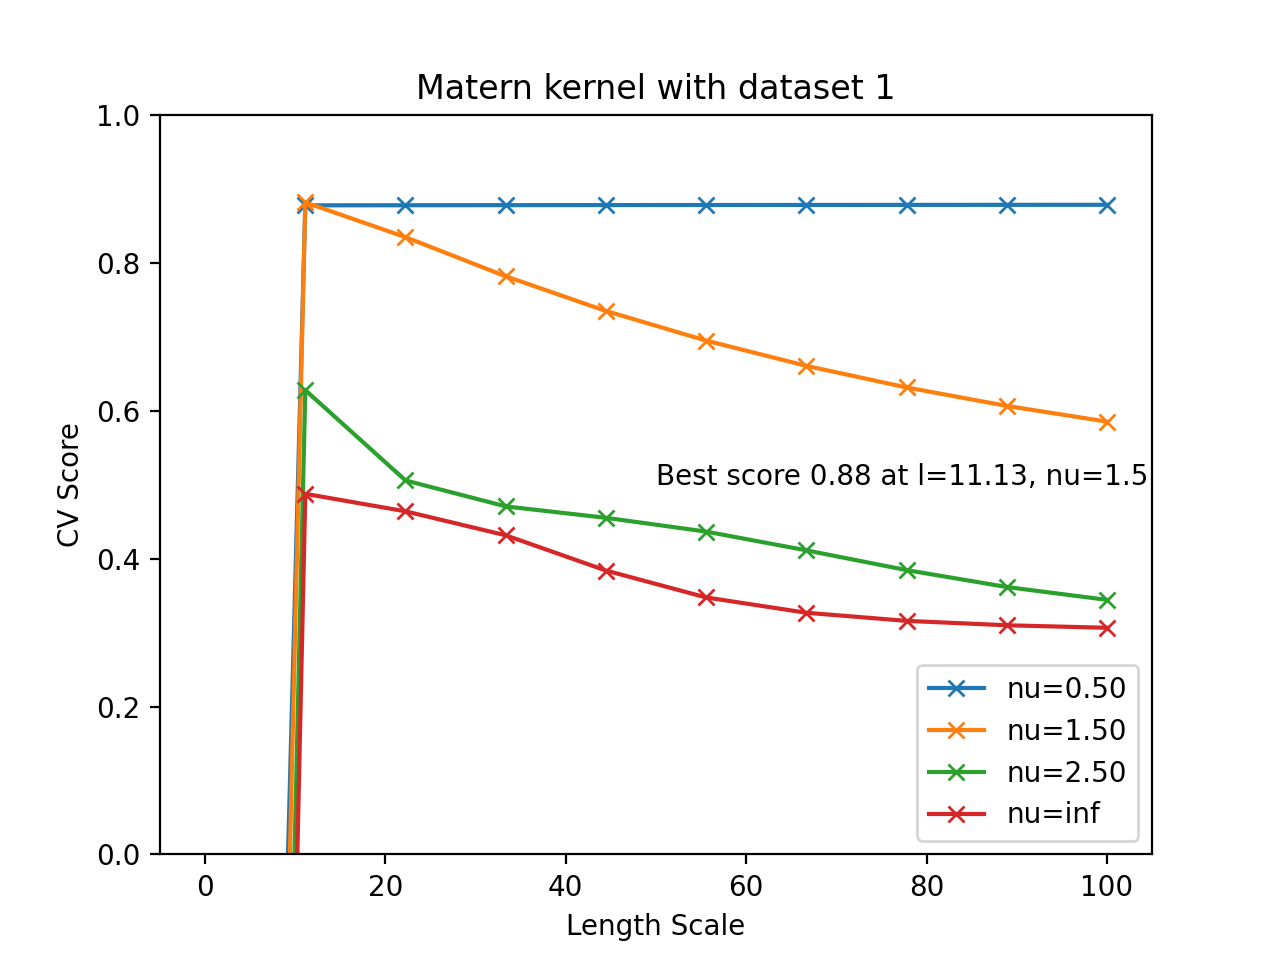 Matern kernel with dataset 1
1.0
0.8
0.6
0.4
0.2
0.0
CV Score
Best score 0.88 at l=11.13, nu=1.5
nu=0.50
nu=1.50
nu=2.50
nu=inf
0 20 40 60 80 100
Length Scale